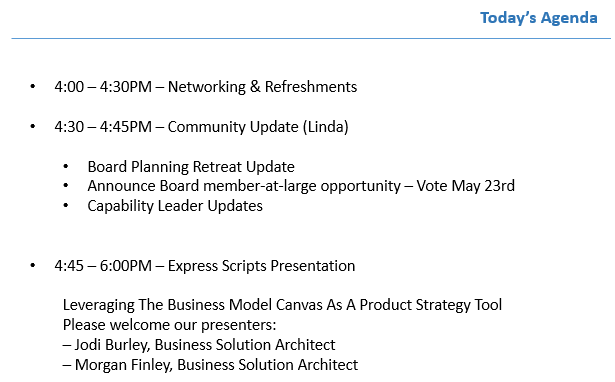 Today's Agenda
• 4:00 – 4:30PM – Networking & Refreshments
• 4:30 – 4:45PM – Community Update (Linda)
• Board Planning Retreat Update
• Announce Board member-at-large opportunity – Vote May 23rd
• Capability Leader Updates
• 4:45 – 6:00PM – Express Scripts Presentation
Leveraging The Business Model Canvas As A Product Strategy Tool
Please welcome our presenters:
– Jodi Burley, Business Solution Architect
– Morgan Finley, Business Solution Architect